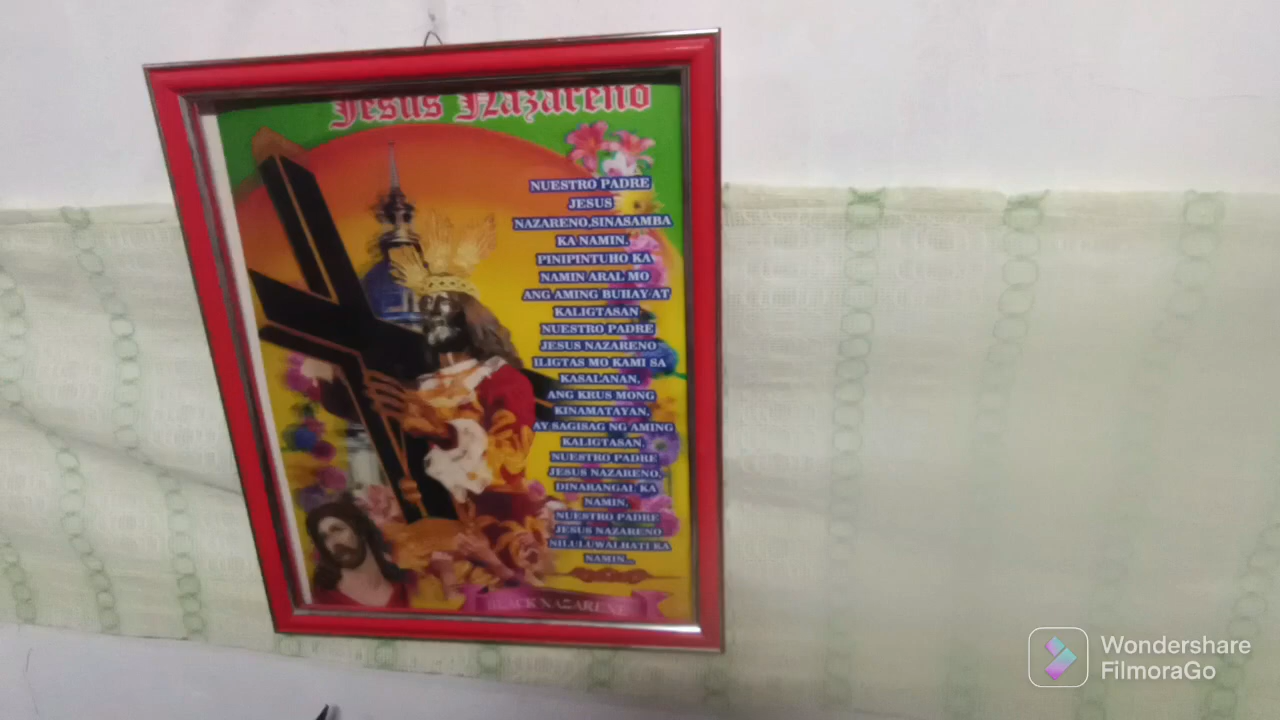 Jesus Nazareno
NUESTRO PADRE
JESUS
NAZARENO,SINASAMBA
KA NAMIN.
PINIPINTUHO KA
NAMIN ARAL MO
ANG AMING BUHAY AT
KALIGTASAN
NUESTRO PADRE
JESUS NAZARENO
ILIGTAS MO KAMI SA
KASALANAN.
ANG KRUS MONG
KINAMATAYAN.
AY SAGISAG NG AMING
KALIGTASAN.
NUESTRO PADRE
JESUS NAZARENO,
DINARANGAL KA
NAMIN,
NUESTRO PADRE
JESUS NAZARENO
NILULUWALHATI KA
NAMIN...
BLACK NAZARENE
Wondershare
FilmoraGo